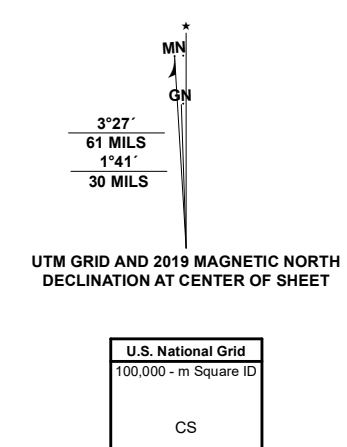 MN
GN
3°27´
61 MILS
1°41´
30 MILS
UTM GRID AND 2019 MAGNETIC NORTH
DECLINATION AT CENTER OF SHEET
U.S. National Grid
100,000 - m Square ID
CS